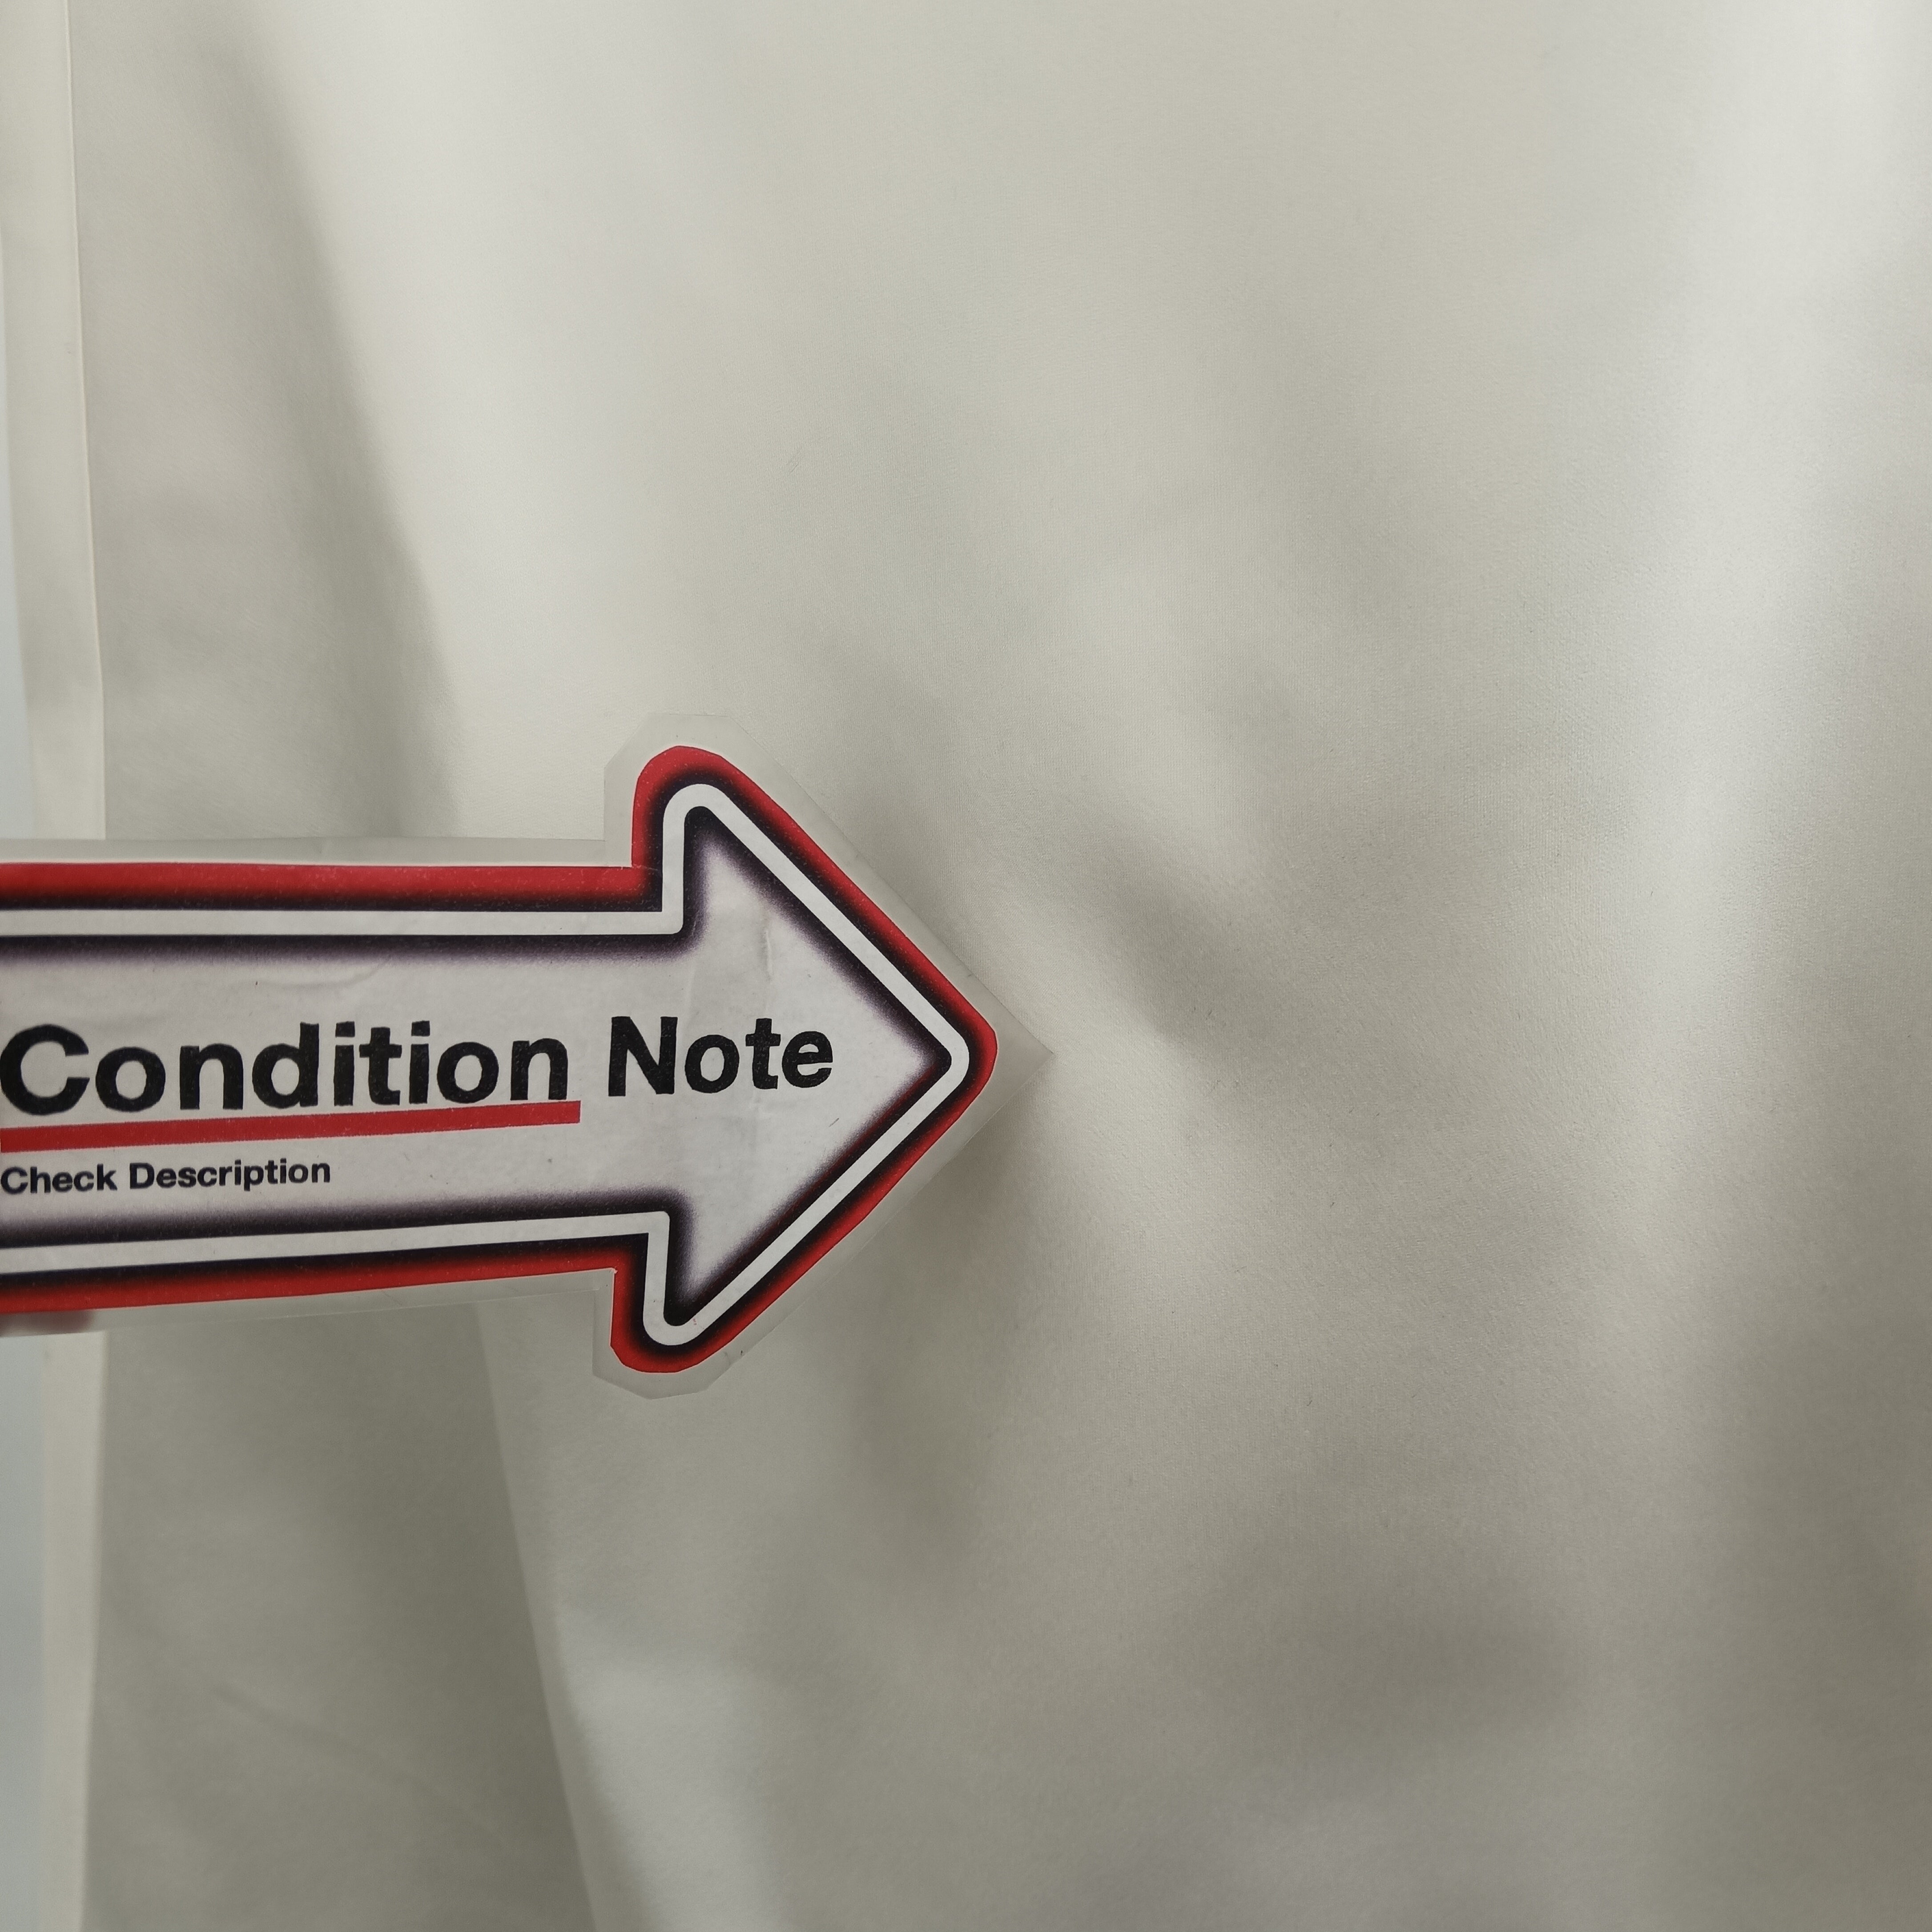 Condition Note
Check Description